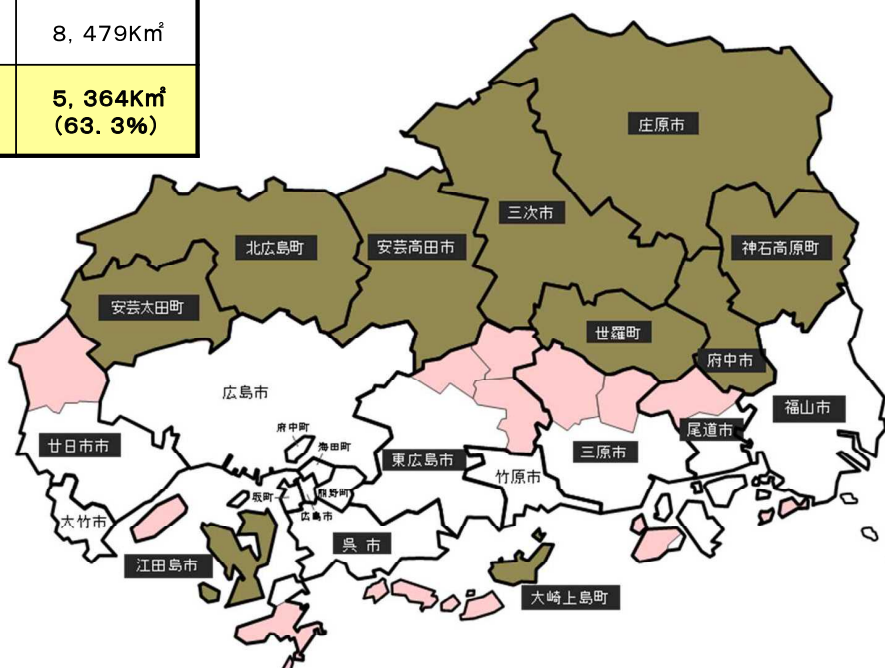 8, 479K㎡
5, 364K㎡
(63. 3%)
庄原市
三次市
北広島町
安芸高田市
神石高原町
安芸太田町
世羅町
府中市
広島市
福山市
府中町
海田町
尾道市
廿日市市
東広島市
三原市
竹原市
坂町
熊野町
広島市
大竹市
呉 市
江田島市
大崎上島町